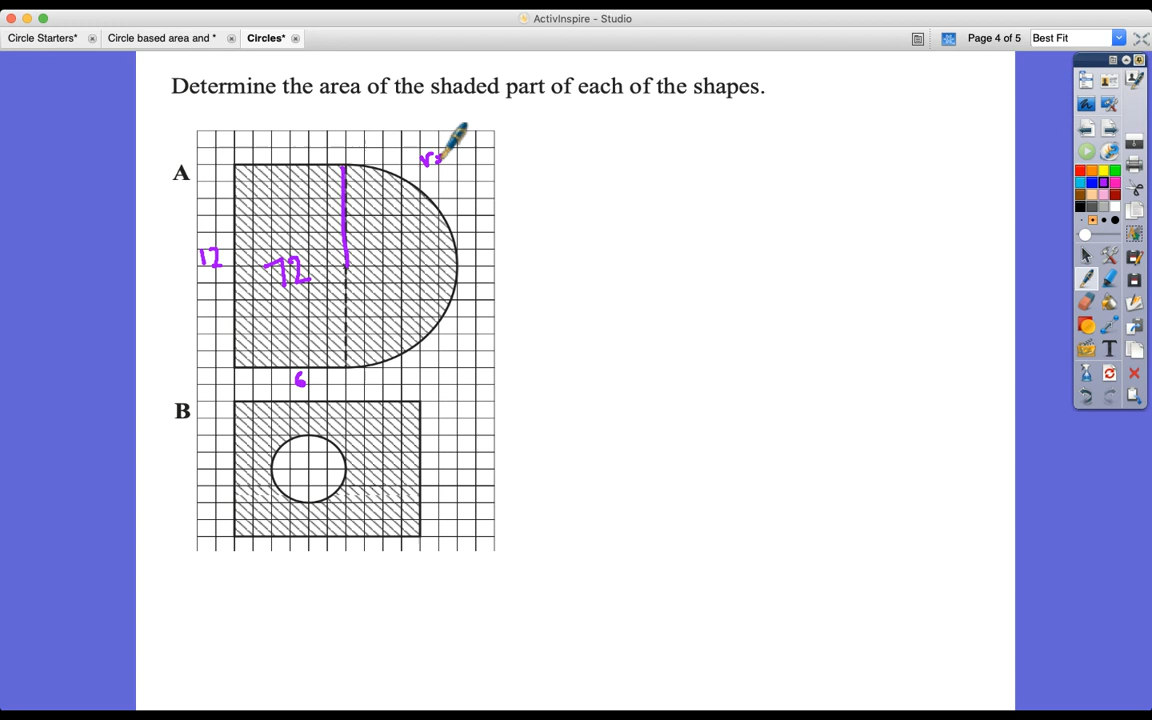 ActivInspire - Studio
Circle Starters*
Circle based area and *
Circles*
Page 4 of 5
Best Fit
Determine the area of the shaded part of each of the shapes.
A
r=
12
72
6
B